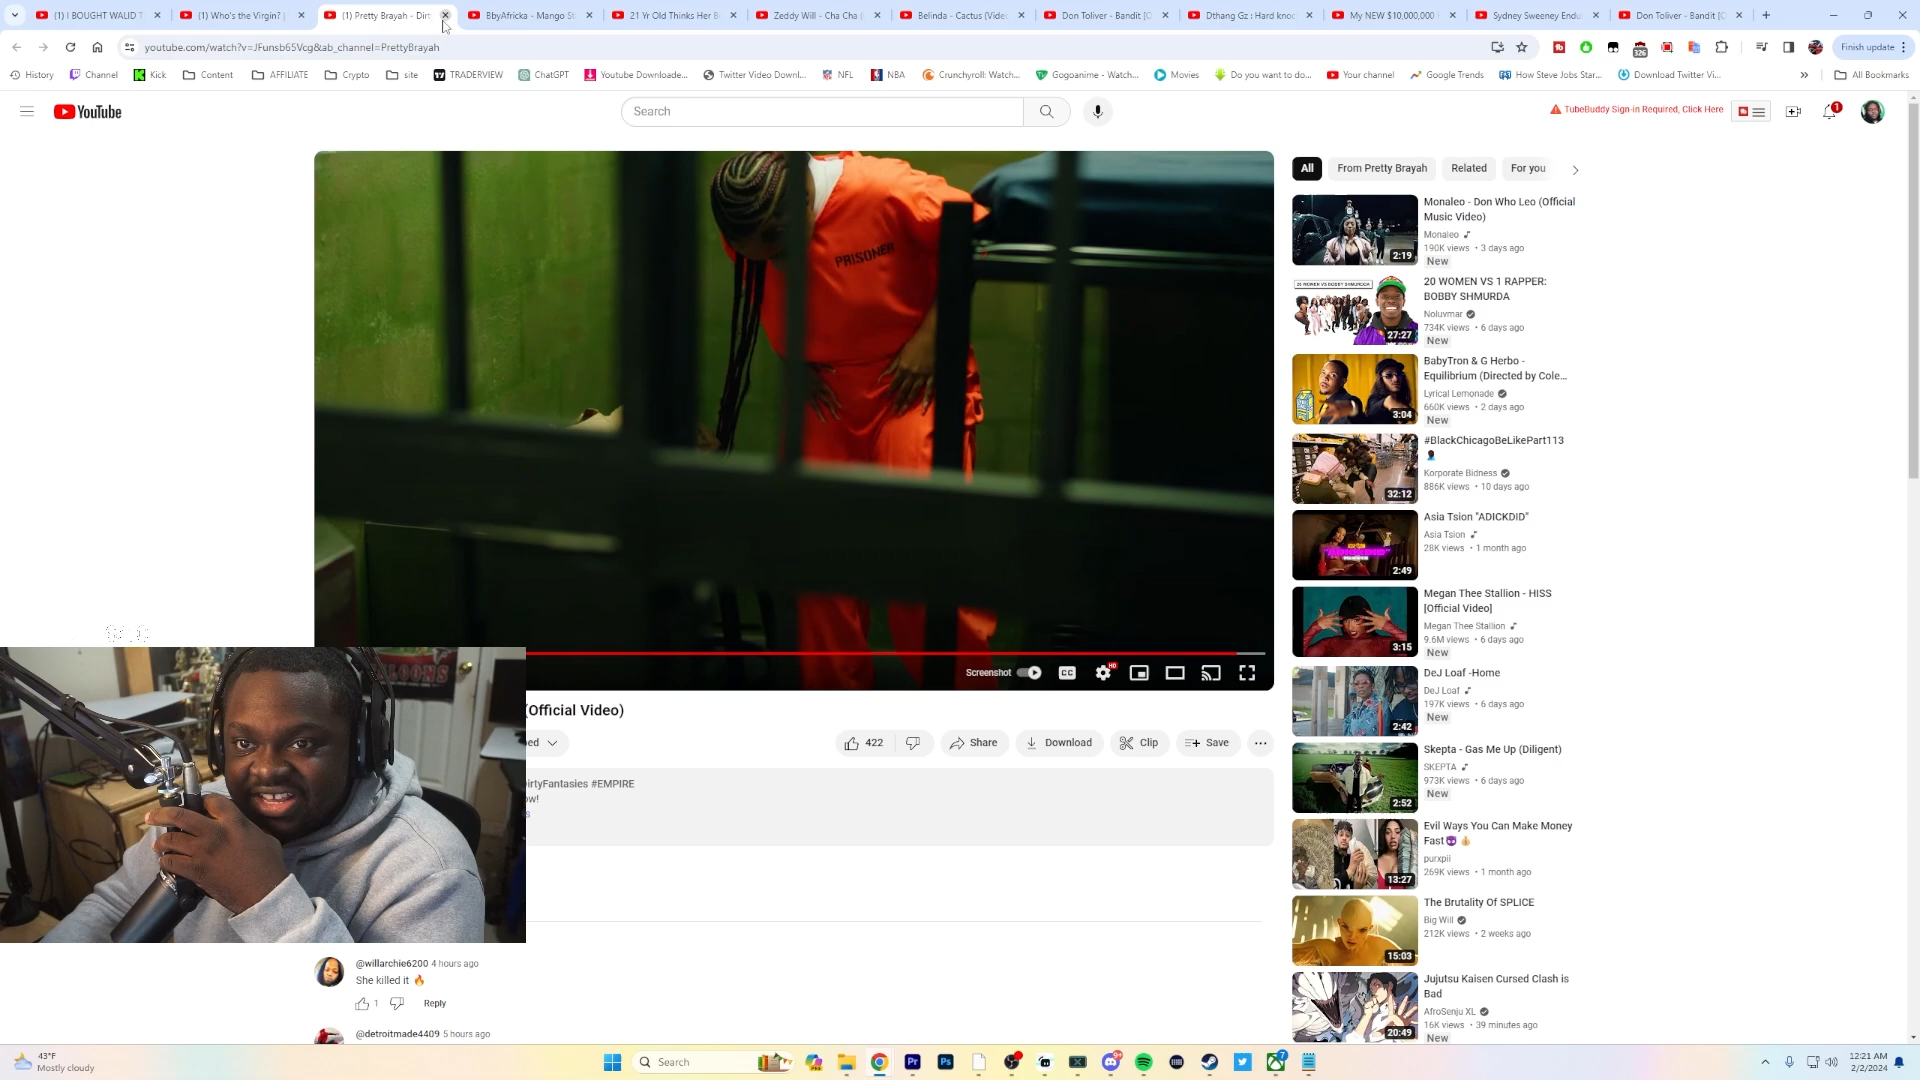 (1) I BOUGHT WALID T
(1) Who's the Virgin? |
(1) Pretty Brayah - Dirt
BbyAfricka - Mango St
21 Yr Old Thinks Her B
Zeddy Will - Cha Cha (
Belinda - Cactus (Video
Don Toliver - Bandit [O
Dthang Gz : Hard knoc
My NEW $10,000,000
Sydney Sweeney Endu
Don Toliver - Bandit [O
youtube.com/watch?v=JFunsb65Vcg&ab_channel=PrettyBrayah
326
Finish update
History
Channel
Kick
Content
AFFILIATE
Crypto
site
TRADERVIEW
ChatGPT
Youtube Downloade...
Twitter Video Downl...
NFL
NBA
Crunchyroll: Watch...
Gogoanime - Watch...
Movies
Do you want to do...
Your channel
Google Trends
How Steve Jobs Star...
Download Twitter Vi...
All Bookmarks
YouTube
Search
TubeBuddy Sign-in Required, Click Here
1
PRISONER
Screenshot
CC
HD
(Official Video)
422
Share
Download
Clip
Save
irtyFantasies #EMPIRE
ow!
s
@willarchie6200 4 hours ago
She killed it 🔥
1
Reply
@detroitmade4409 5 hours ago
All
From Pretty Brayah
Related
For you
Monaleo - Don Who Leo (Official
Music Video)
Monaleo
190K views • 3 days ago
New
2:19
20 WOMEN VS 1 RAPPER:
BOBBY SHMURDA
Noluvmar
734K views • 6 days ago
New
20 WOMEN VS BOBBY SHMURDA
27:27
BabyTron & G Herbo -
Equilibrium (Directed by Cole...
Lyrical Lemonade
660K views • 2 days ago
New
3:04
#BlackChicagoBeLikePart113
Korporate Bidness
886K views • 10 days ago
32:12
Asia Tsion "ADICKDID"
Asia Tsion
28K views • 1 month ago
2:49
Megan Thee Stallion - HISS
[Official Video]
Megan Thee Stallion
9.6M views • 6 days ago
New
3:15
DeJ Loaf -Home
DeJ Loaf
197K views • 6 days ago
New
2:42
Skepta - Gas Me Up (Diligent)
SKEPTA
973K views • 6 days ago
New
2:52
Evil Ways You Can Make Money
Fast😈👍
purxpii
269K views • 1 month ago
13:27
The Brutality Of SPLICE
Big Will
212K views • 2 weeks ago
15:03
Jujutsu Kaisen Cursed Clash is
Bad
AfroSenju XL
16K views • 39 minutes ago
New
20:49
43°F
Mostly cloudy
Search
12:21 AM
2/2/2024